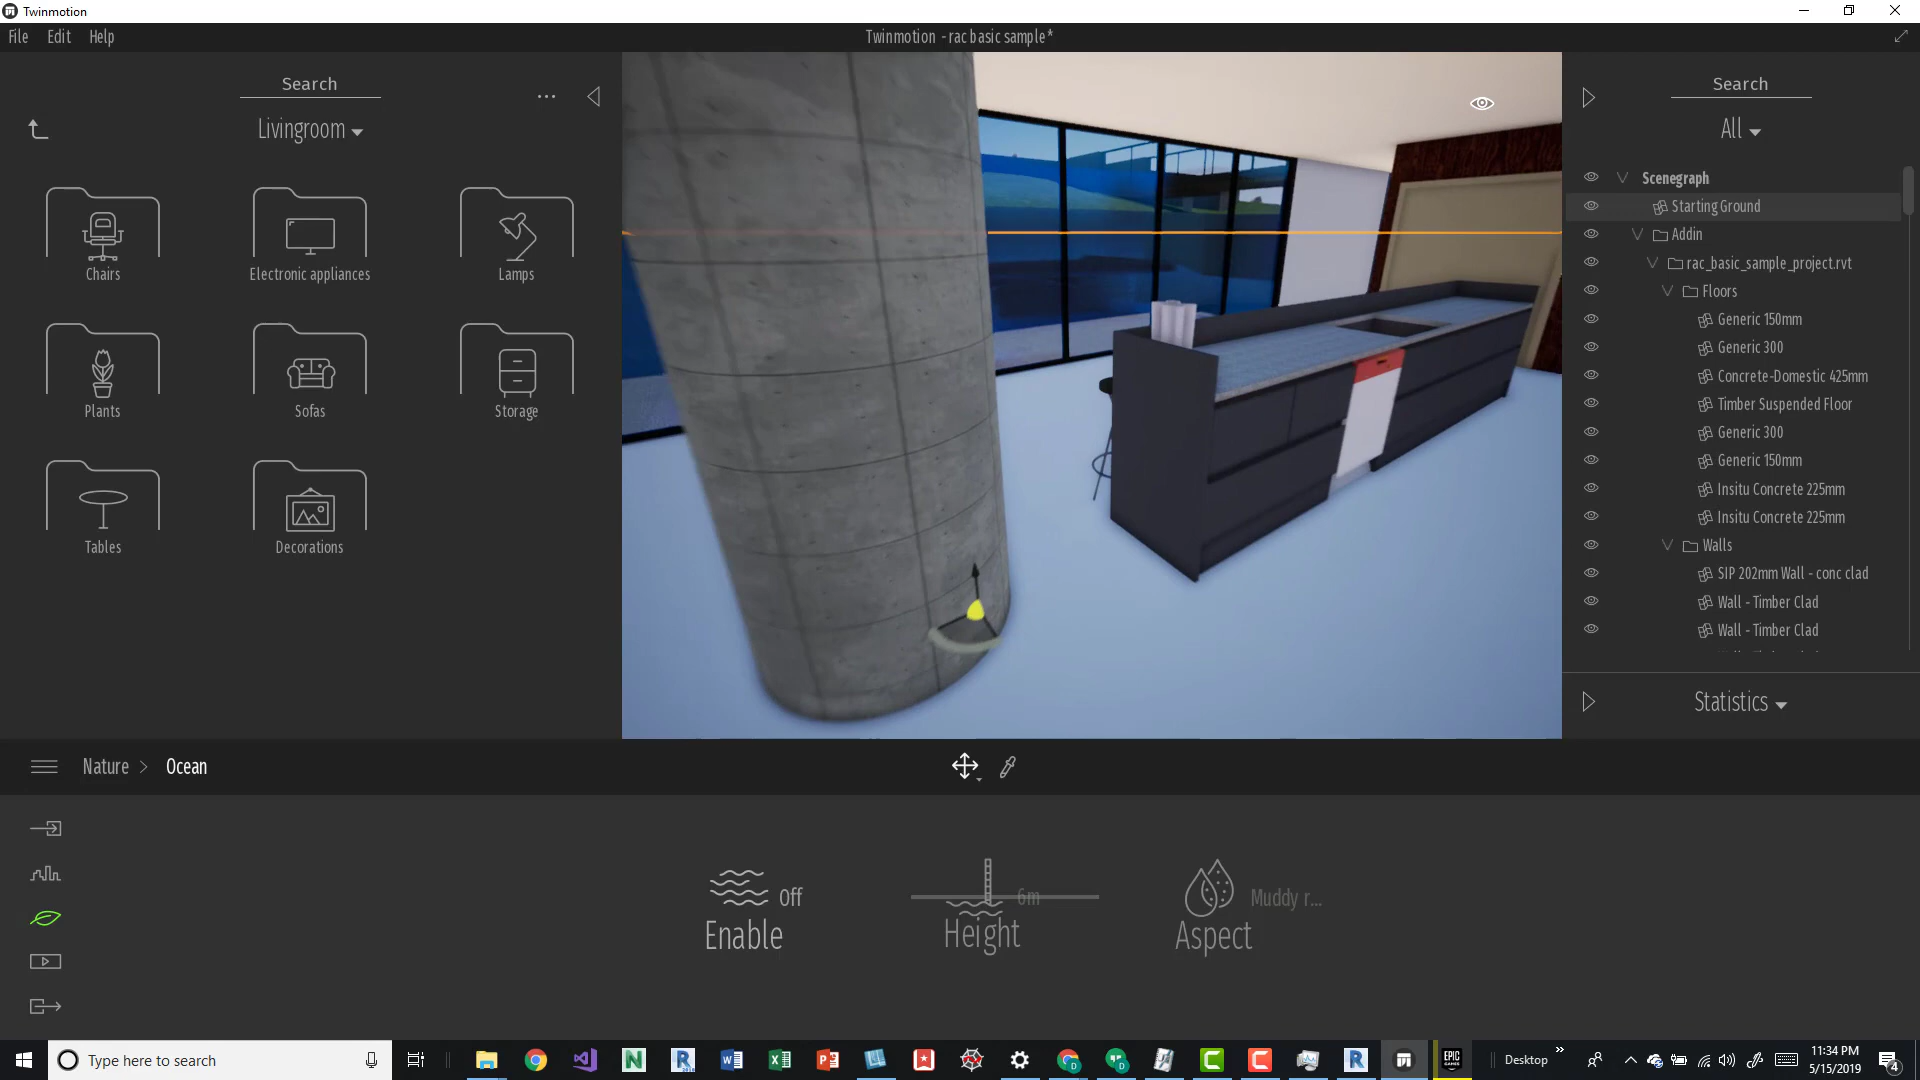 Twinmotion
File Edit Help
Twinmotion - rac basic sample*
Search
Livingroom
Chairs
Electronic appliances
Lamps
Plants
Sofas
Storage
Tables
Decorations
Search
All
Scenegraph
Starting Ground
Addin
rac_basic_sample_project.rvt
Floors
Generic 150mm
Generic 300
Concrete-Domestic 425mm
Timber Suspended Floor
Generic 300
Generic 150mm
Insitu Concrete 225mm
Insitu Concrete 225mm
Walls
SIP 202mm Wall - conc clad
Wall - Timber Clad
Wall - Timber Clad
Statistics
Nature > Ocean
Off
Enable
6m
Height
Muddy r...
Aspect
Type here to search
Desktop
11:34 PM
5/15/2019
4